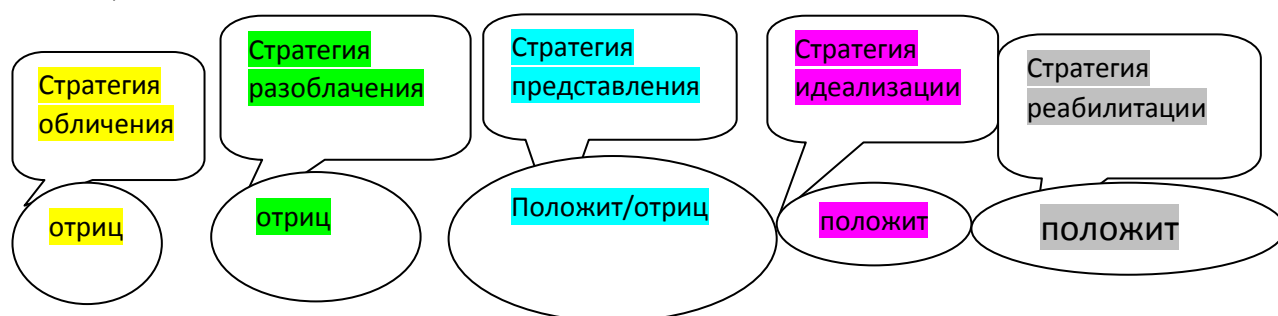 Стратегия
обличения
Стратегия
разоблачения
Стратегия
представления
Стратегия
идеализации
Стратегия
реабилитации
отриц
отриц
Положит/отриц
положит
положит